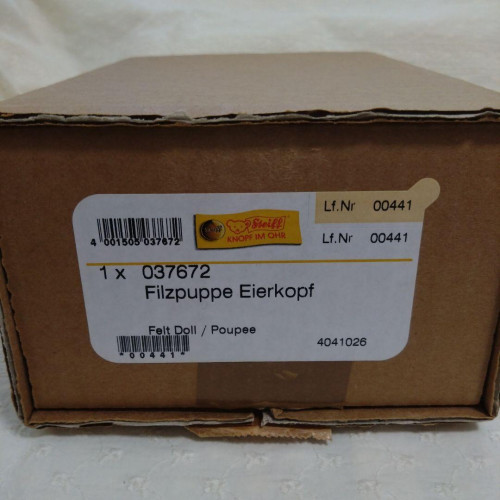 Lf.Nr 00441
Steiff
KNOPF IM OHR
Lf.Nr 00441
4 001505 037672
1 x 037672
Filzpuppe Eierkopf
Felt Doll / Poupee
4041026
*00441*